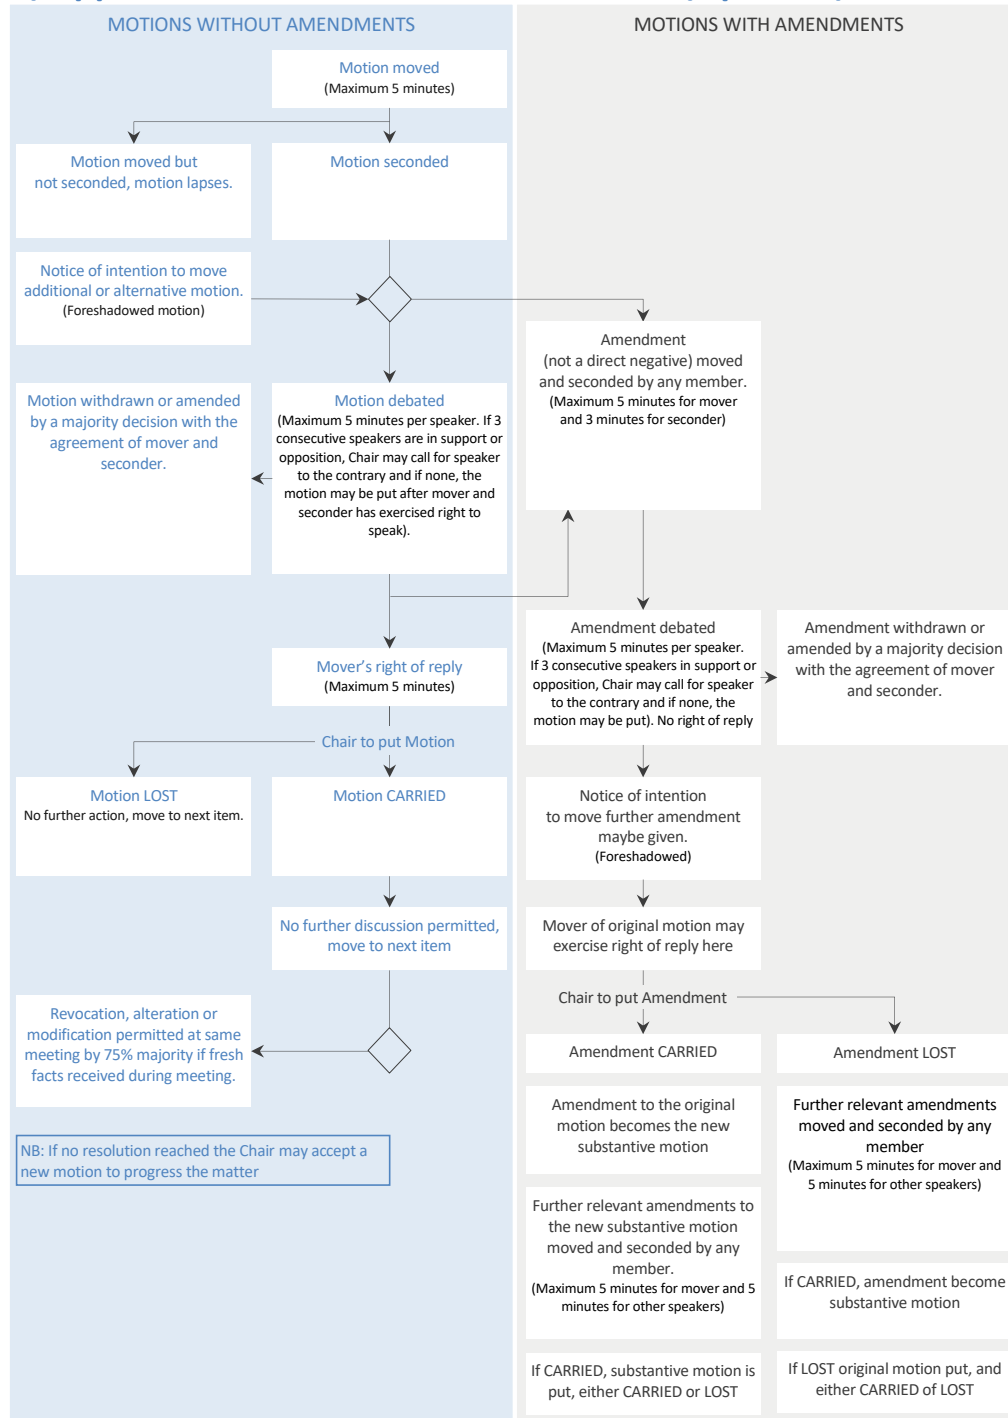 MOTIONS WITHOUT AMENDMENTS
Motion moved
(Maximum 5 minutes)
Motion moved but
not seconded, motion lapses.
Motion seconded
Notice of intention to move
additional or alternative motion.
(Foreshadowed motion)
Motion withdrawn or amended
by a majority decision with the
agreement of mover and
seconder.
Motion debated
(Maximum 5 minutes per speaker. If 3
consecutive speakers are in support or
opposition, Chair may call for speaker
to the contrary and if none, the
motion may be put after mover and
seconder has exercised right to
speak).
Mover's right of reply
(Maximum 5 minutes)
Chair to put Motion
Motion LOST
No further action, move to next item.
Motion CARRIED
No further discussion permitted,
move to next item
Revocation, alteration or
modification permitted at same
meeting by 75% majority if fresh
facts received during meeting.
NB: If no resolution reached the Chair may accept a
new motion to progress the matter
MOTIONS WITH AMENDMENTS
Amendment
(not a direct negative) moved
and seconded by any member.
(Maximum 5 minutes for mover
and 3 minutes for seconder)
Amendment debated
(Maximum 5 minutes per speaker.
If 3 consecutive speakers in support or
opposition, Chair may call for speaker
to the contrary and if none, the
motion may be put). No right of reply
Amendment withdrawn or
amended by a majority decision
with the agreement of mover
and seconder.
Notice of intention
to move further amendment
maybe given.
(Foreshadowed)
Mover of original motion may
exercise right of reply here
Chair to put Amendment
Amendment CARRIED
Amendment to the original
motion becomes the new
substantive motion
Further relevant amendments to
the new substantive motion
moved and seconded by any
member.
(Maximum 5 minutes for mover and 5
minutes for other speakers)
If CARRIED, substantive motion is
put, either CARRIED or LOST
Amendment LOST
Further relevant amendments
moved and seconded by any
member
(Maximum 5 minutes for mover and
5 minutes for other speakers)
If CARRIED, amendment become
substantive motion
If LOST original motion put, and
either CARRIED of LOST